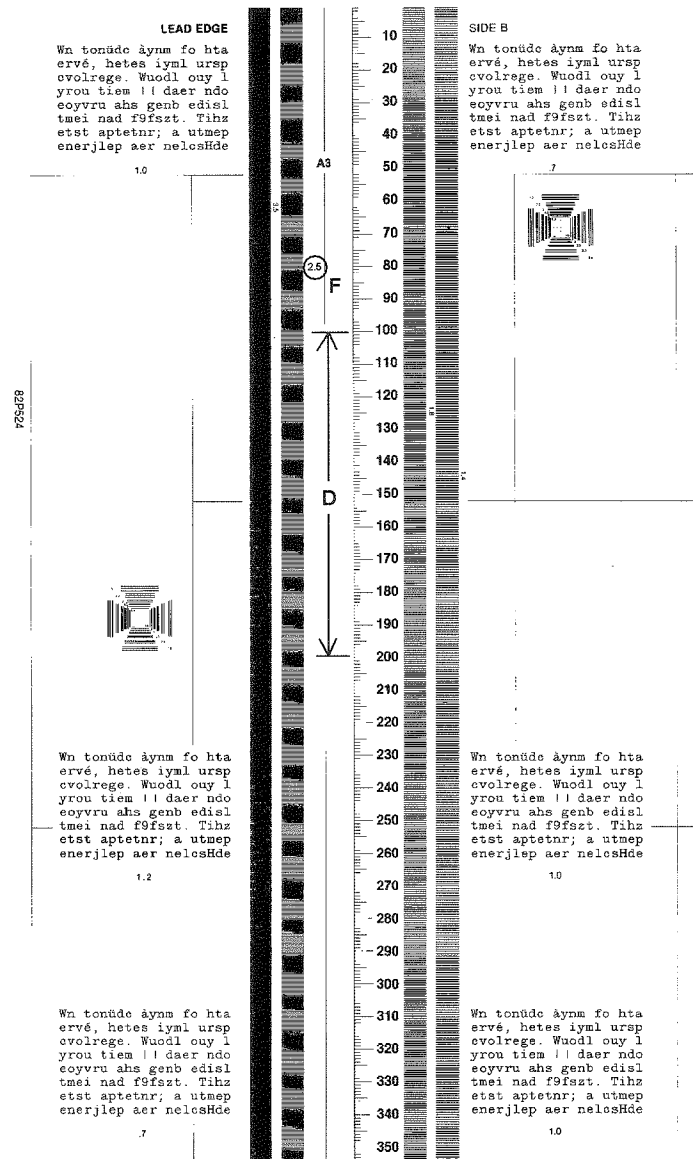 LEAD EDGE
Wn tonüdc àynm fo hta
ervé, hetes iyml ursp
cvolrege. Wuodl ouy l
yrou tiem || daer ndo
eoyvru ahs genb edisl
tmei nad f9fszt. Tihz
etst aptetnr; a utmep
enerjlep aer nelcsHde
1.0
SIDE B
Wn tonüdc àynm fo hta
ervé, hetes iyml ursp
cvolrege. Wuodl ouy l
yrou tiem || daer ndo
eoyvru ahs genb edisl
tmei nad f9fszt. Tihz
etst aptetnr; a utmep
enerjlep aer nelcsHde
.7
A3
3.5
2.5
F
D
82P524
1.8
1.4
10
20
30
40
50
60
70
80
90
100
110
120
130
140
150
160
170
180
190
200
210
220
230
240
250
260
270
280
290
300
310
320
330
340
350
Wn tonüdc àynm fo hta
ervé, hetes iyml ursp
cvolrege. Wuodl ouy l
yrou tiem || daer ndo
eoyvru ahs genb edisl
tmei nad f9fszt. Tihz
etst aptetnr; a utmep
enerjlep aer nelcsHde
1.2
Wn tonüdc àynm fo hta
ervé, hetes iyml ursp
cvolrege. Wuodl ouy l
yrou tiem || daer ndo
eoyvru ahs genb edisl
tmei nad f9fszt. Tihz
etst aptetnr; a utmep
enerjlep aer nelcsHde
1.0
Wn tonüdc àynm fo hta
ervé, hetes iyml ursp
cvolrege. Wuodl ouy l
yrou tiem || daer ndo
eoyvru ahs genb edisl
tmei nad f9fszt. Tihz
etst aptetnr; a utmep
enerjlep aer nelcsHde
.7
Wn tonüdc àynm fo hta
ervé, hetes iyml ursp
cvolrege. Wuodl ouy l
yrou tiem || daer ndo
eoyvru ahs genb edisl
tmei nad f9fszt. Tihz
etst aptetnr; a utmep
enerjlep aer nelcsHde
1.0